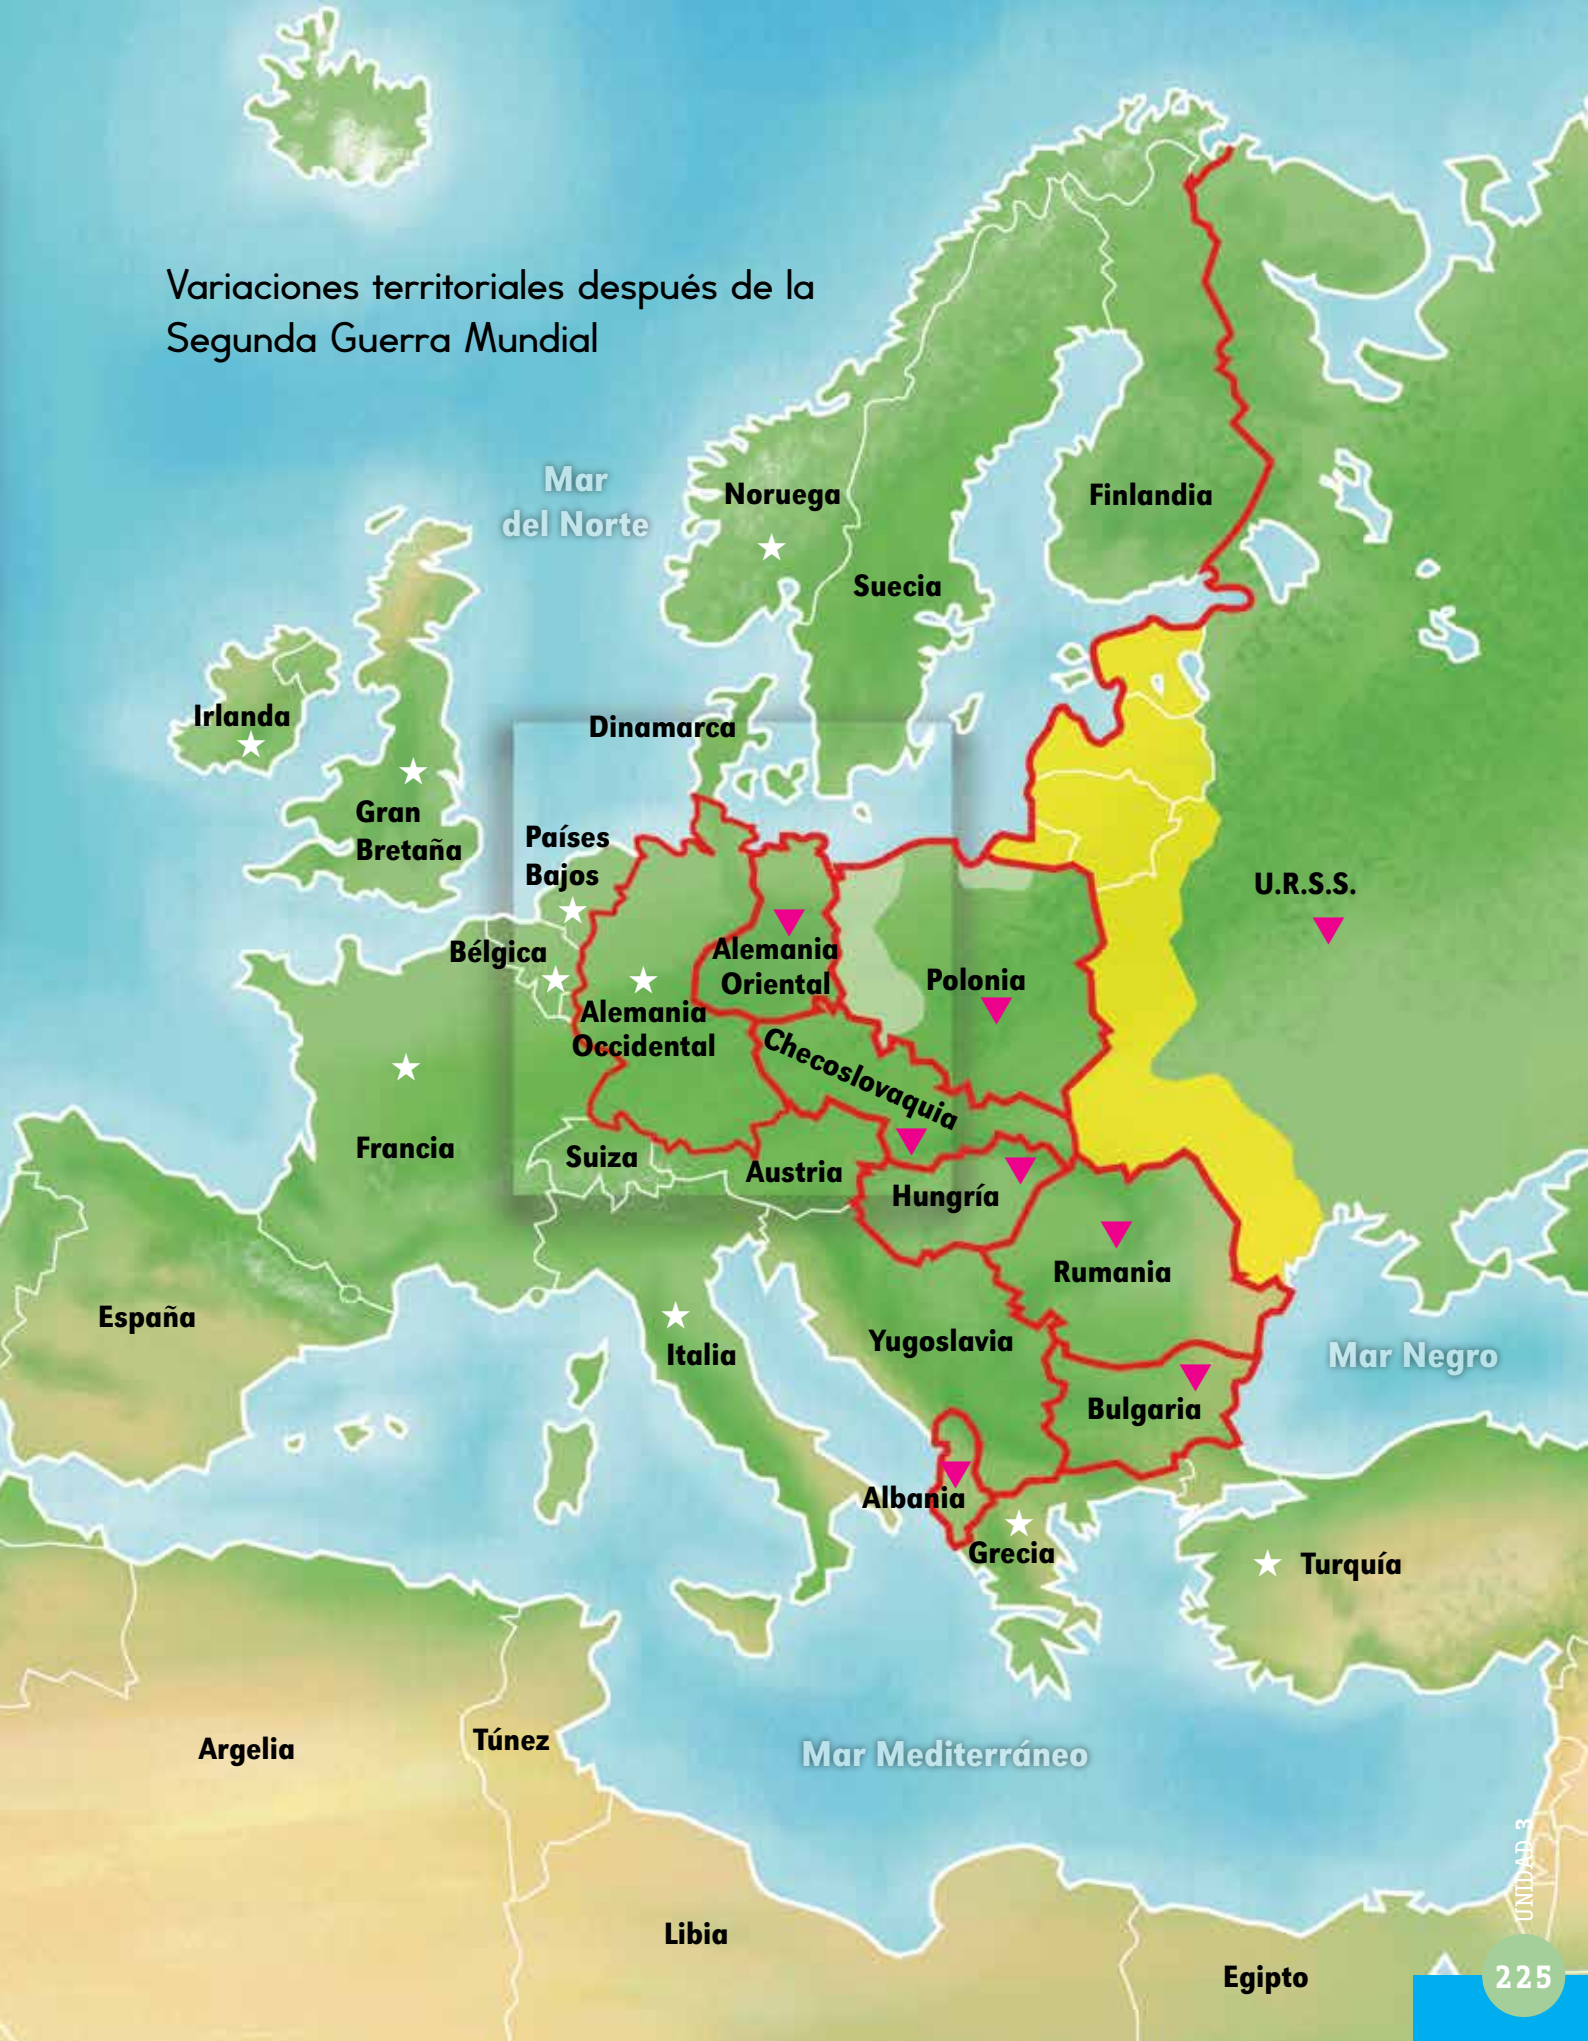 Variaciones territoriales después de la
Segunda Guerra Mundial
Mar
del Norte
Noruega
Finlandia
Suecia
Irlanda
Dinamarca
Gran
Bretaña
Países
Bajos
U.R.S.S.
Bélgica
Alemania
Oriental
Polonia
Alemania
Occidental
Checoslovaquia
Francia
Suiza
Austria
Hungría
Rumania
España
Italia
Yugoslavia
Mar Negro
Bulgaria
Albania
Grecia
Turquía
Argelia
Túnez
Mar Mediterráneo
Libia
Egipto
UNIDAD 3
225